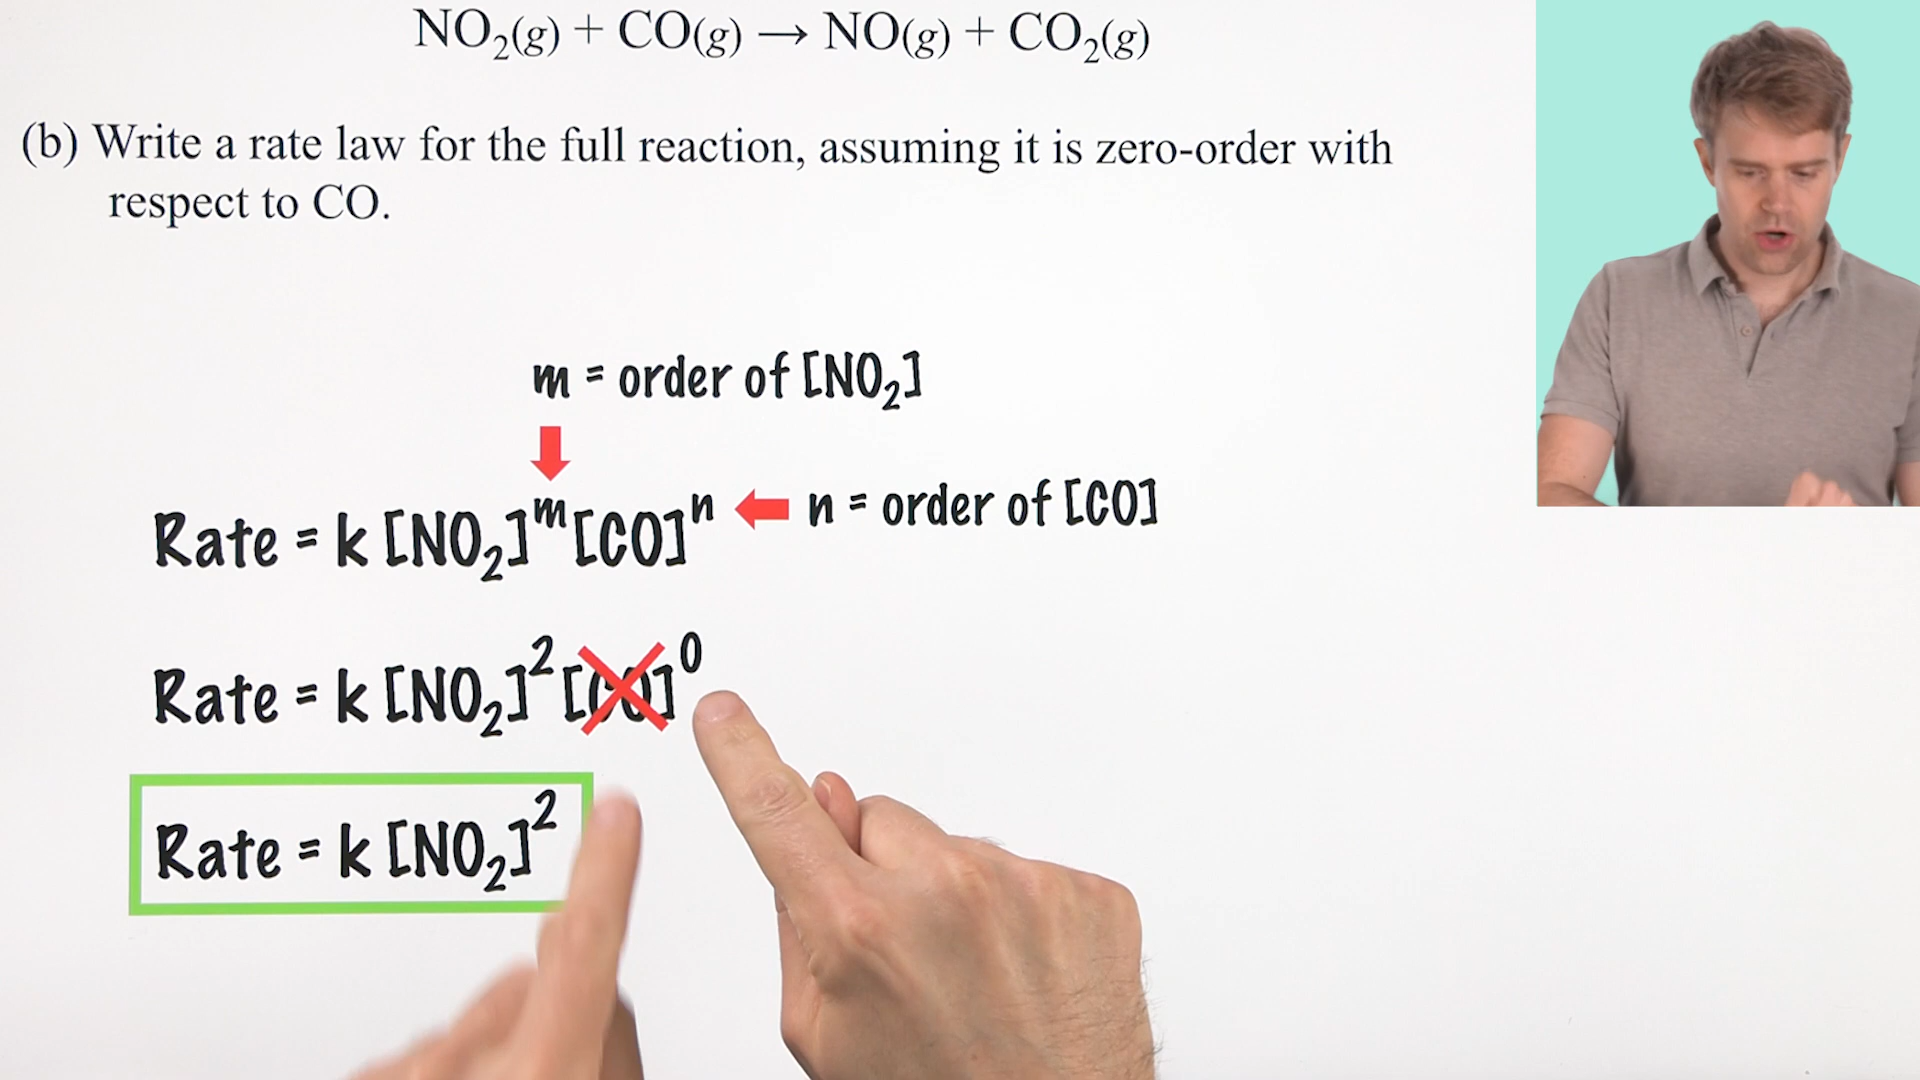 NO₂(g) + CO(g) → NO(g) + CO₂(g)
(b) Write a rate law for the full reaction, assuming it is zero-order with
respect to CO.
m = order of [NO₂]
Rate = k [NO₂]ᵐ[CO]ⁿ
n = order of [CO]
Rate = k [NO₂]²[CO]⁰
Rate = k [NO₂]²